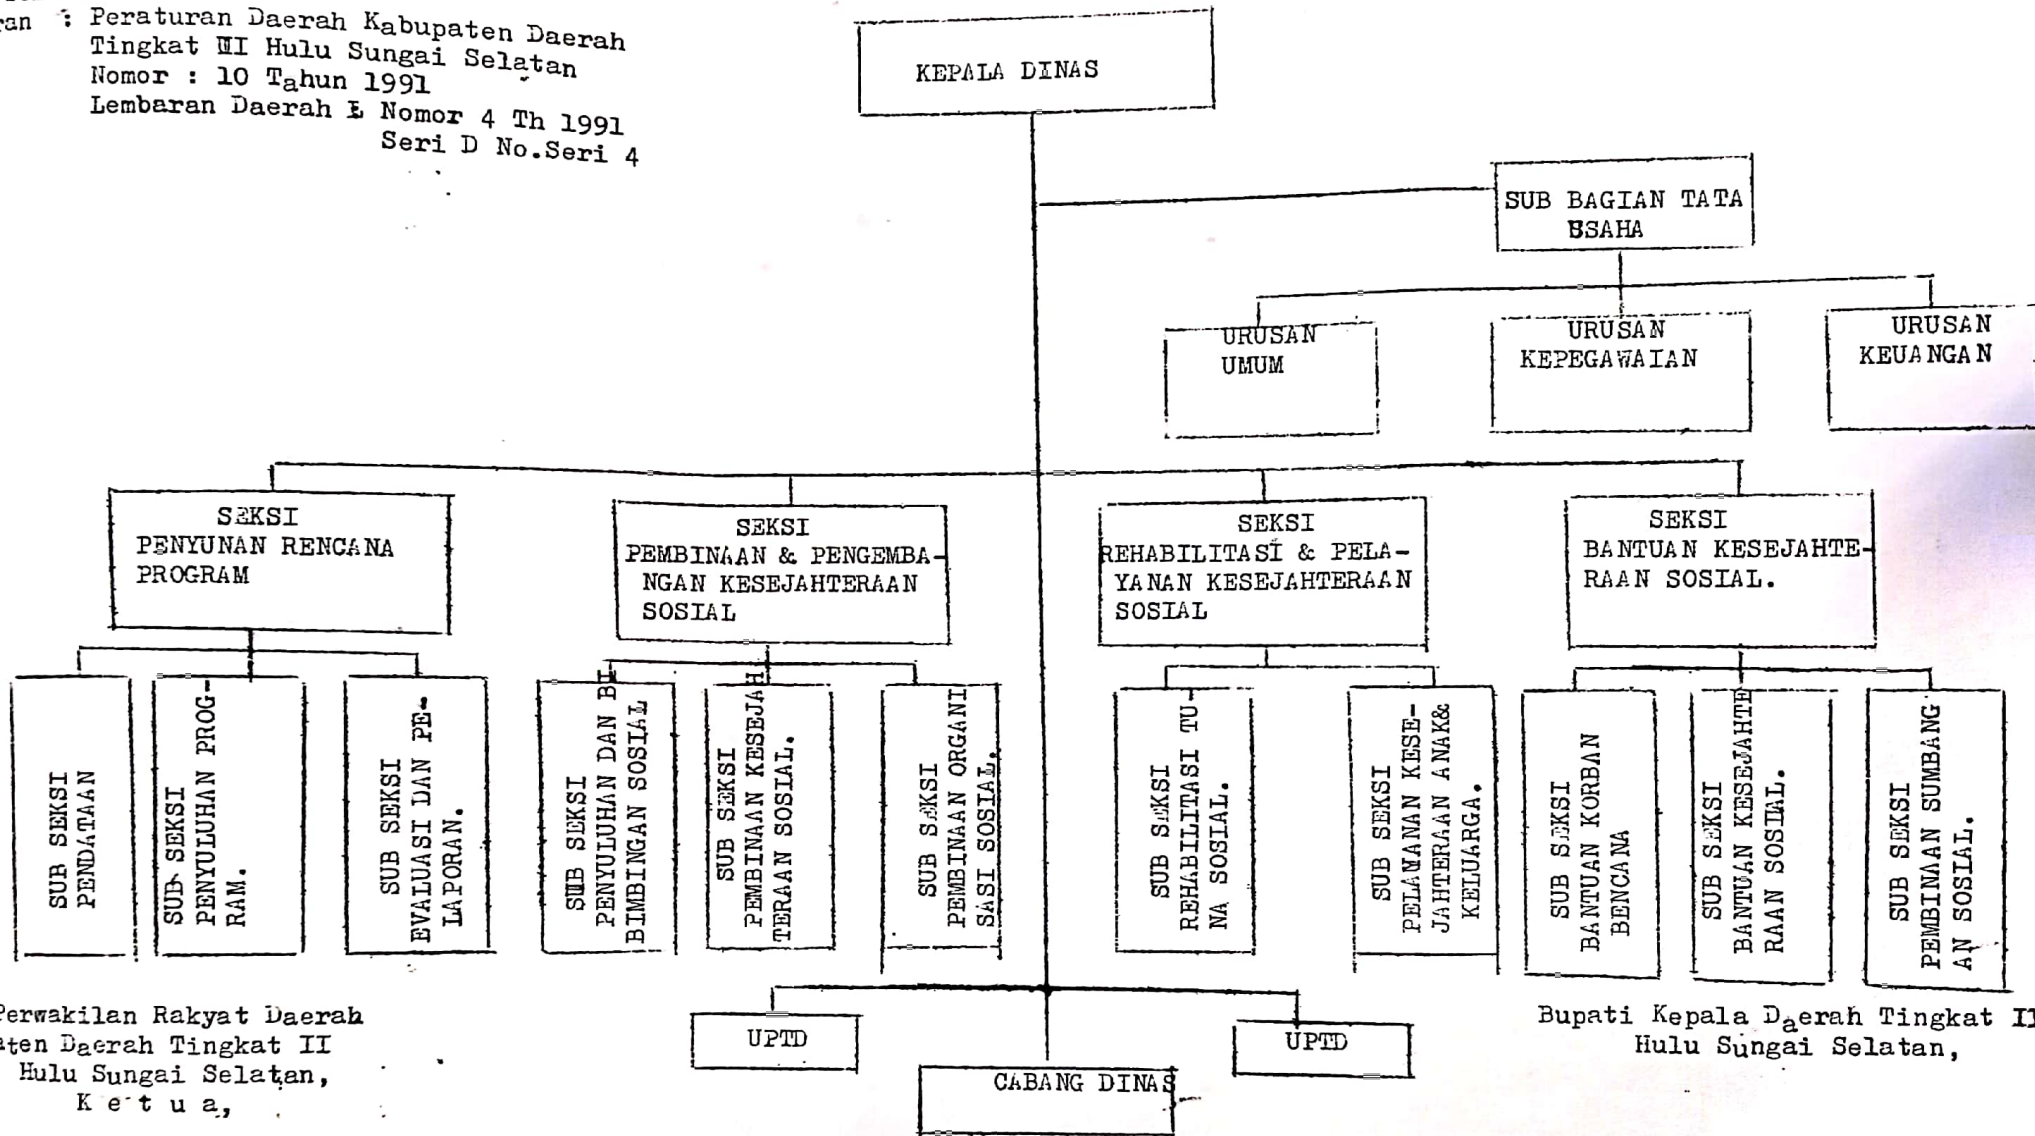 : Peraturan Daerah Kabupaten Daerah
Tingkat III Hulu Sungai Selatan
Nomor : 10 Tahun 1991
Lembaran Daerah Nomor 4 Th 1991
Seri D No.Seri 4
KEPALA DINAS
SUB BAGIAN TATA
USAHA
URUSAN
UMUM
URUSAN
KEPEGAWAIAN
URUSAN
KEUANGAN
SEKSI
PENYUNAN RENCANA
PROGRAM
SEKSI
PEMBINAAN & PENGEMBA-
NGAN KESEJAHTERAAN
SOSIAL
SEKSI
REHABILITASI & PELA-
YANAN KESEJAHTERAAN
SOSIAL
SEKSI
BANTUAN KESEJAHTE-
RAAN SOSIAL.
SUB SEKSI
PENDATAAN
SUB SEKSI
PENYULUHAN PROG-
RAM.
SUB SEKSI
EVALUASI DAN PE-
LAPORAN.
SUB SEKSI
PENYULUHAN DAN BI
BIMBINGAN SOSIAL
SUB SEKSI
PEMBINAAN KESEJAH
TERAAN SOSIAL.
SUB SEKSI
PEMBINAAN ORGANI
SASI SOSIAL.
SUB SEKSI
REHABILITASI TU-
NA SOSIAL.
SUB SEKSI
PELAMANAN KESE-
JAHTERAAN ANAK&
KELUARGA.
SUB SEKSI
BANTUAN KORBAN
BENCANA
SUB SEKSI
BANTUAN KESEJAHTE
RAAN SOSIAL.
SUB SEKSI
PEMBINAAN SUMBANG
AN SOSIAL.
UPTD
UPTD
CABANG DINAS
Perwakilan Rakyat Daerah
Daerah Tingkat II
Hulu Sungai Selatan,
K e t u a,
Bupati Kepala Daerah Tingkat II
Hulu Sungai Selatan,